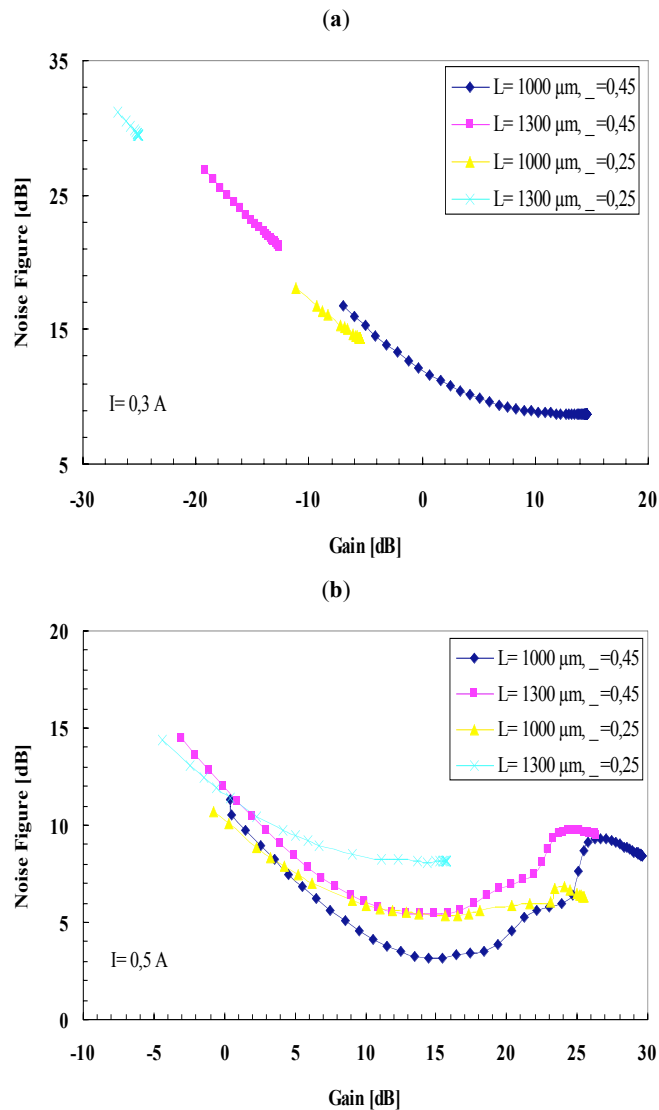 (a)
35
25
15
5
Noise Figure [dB]
L= 1000 µm, _ =0,45
L= 1300 µm, _ =0,45
L= 1000 µm, _ =0,25
L= 1300 µm, _ =0,25
I= 0,3 A
-30 -20 -10 0 10 20
Gain [dB]
(b)
20
15
10
5
0
Noise Figure [dB]
L= 1000 µm, _ =0,45
L= 1300 µm, _ =0,45
L= 1000 µm, _ =0,25
L= 1300 µm, _ =0,25
I= 0,5 A
-10 -5 0 5 10 15 20 25 30
Gain [dB]